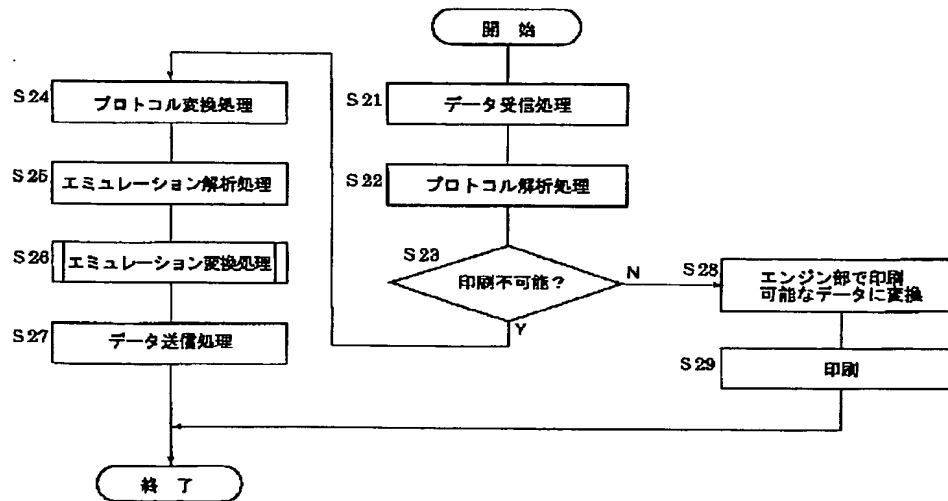 開 始
S21
データ受信処理
S22
プロトコル解析処理
S23
印刷不可能?
N
Y
S24
プロトコル変換処理
S25
エミュレーション解析処理
S26
エミュレーション変換処理
S27
データ送信処理
S28
エンジン部で印刷
可能なデータに変換
S29
印刷
終 了